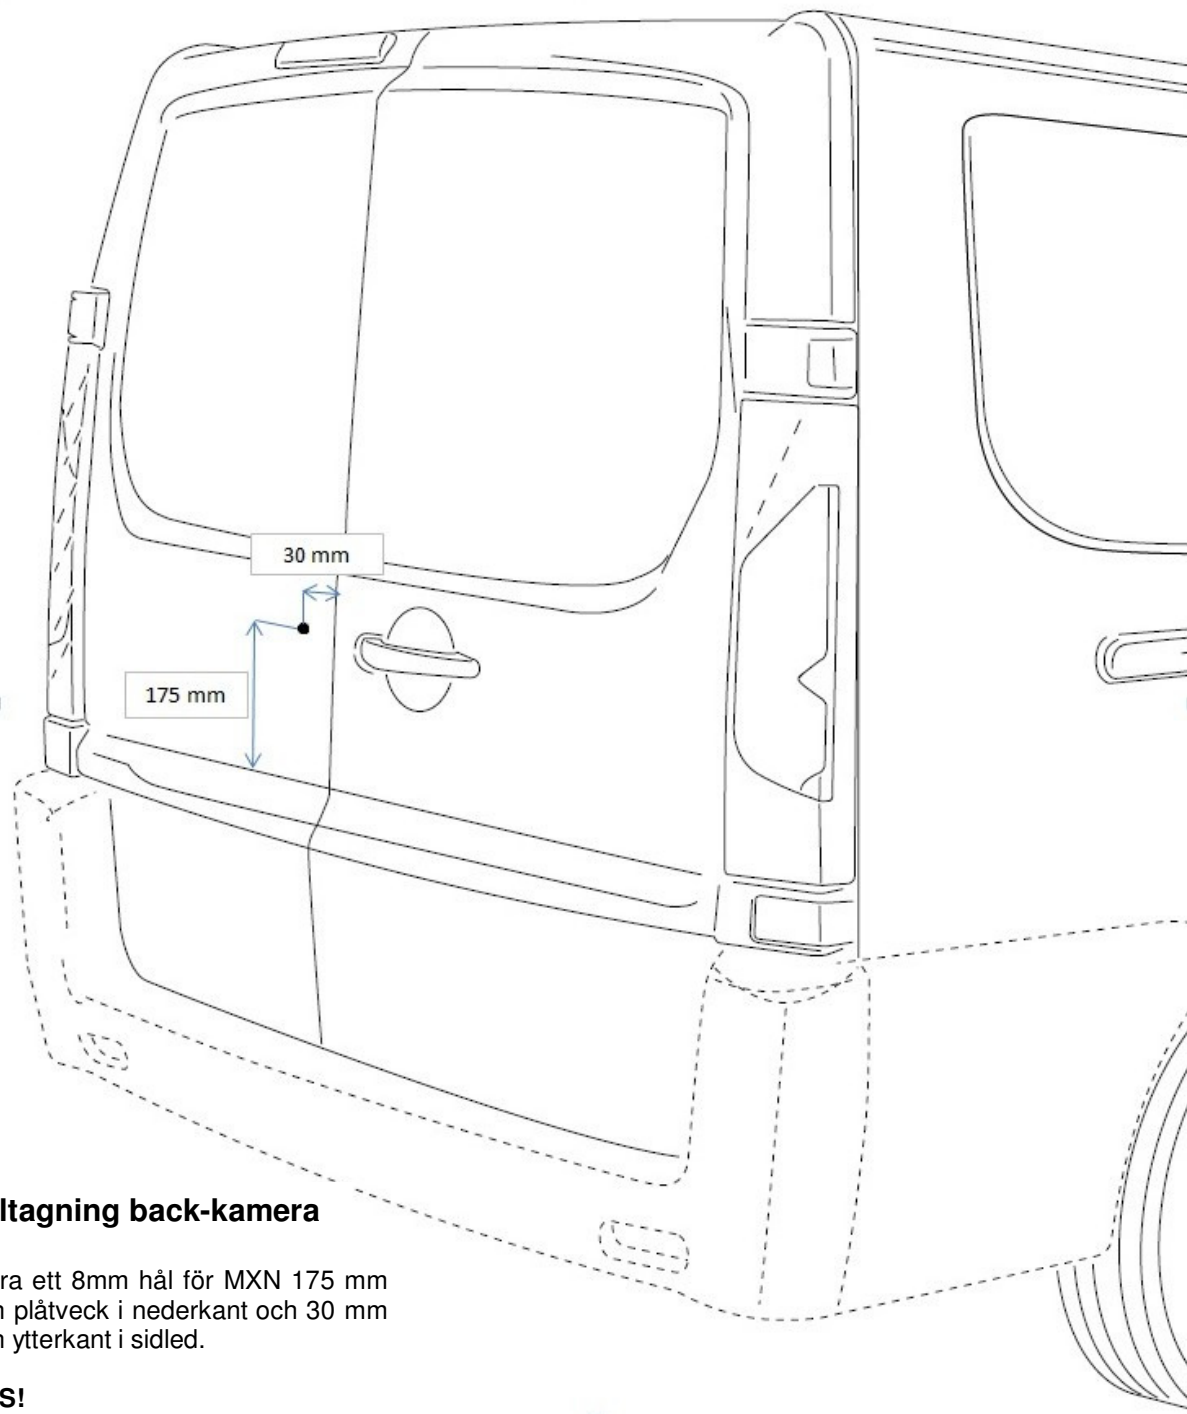 30 mm
175 mm
ltagning back-kamera
ra ett 8mm hål för MXN 175 mm
n plåtveck i nederkant och 30 mm
n ytterkant i sidled.
S!